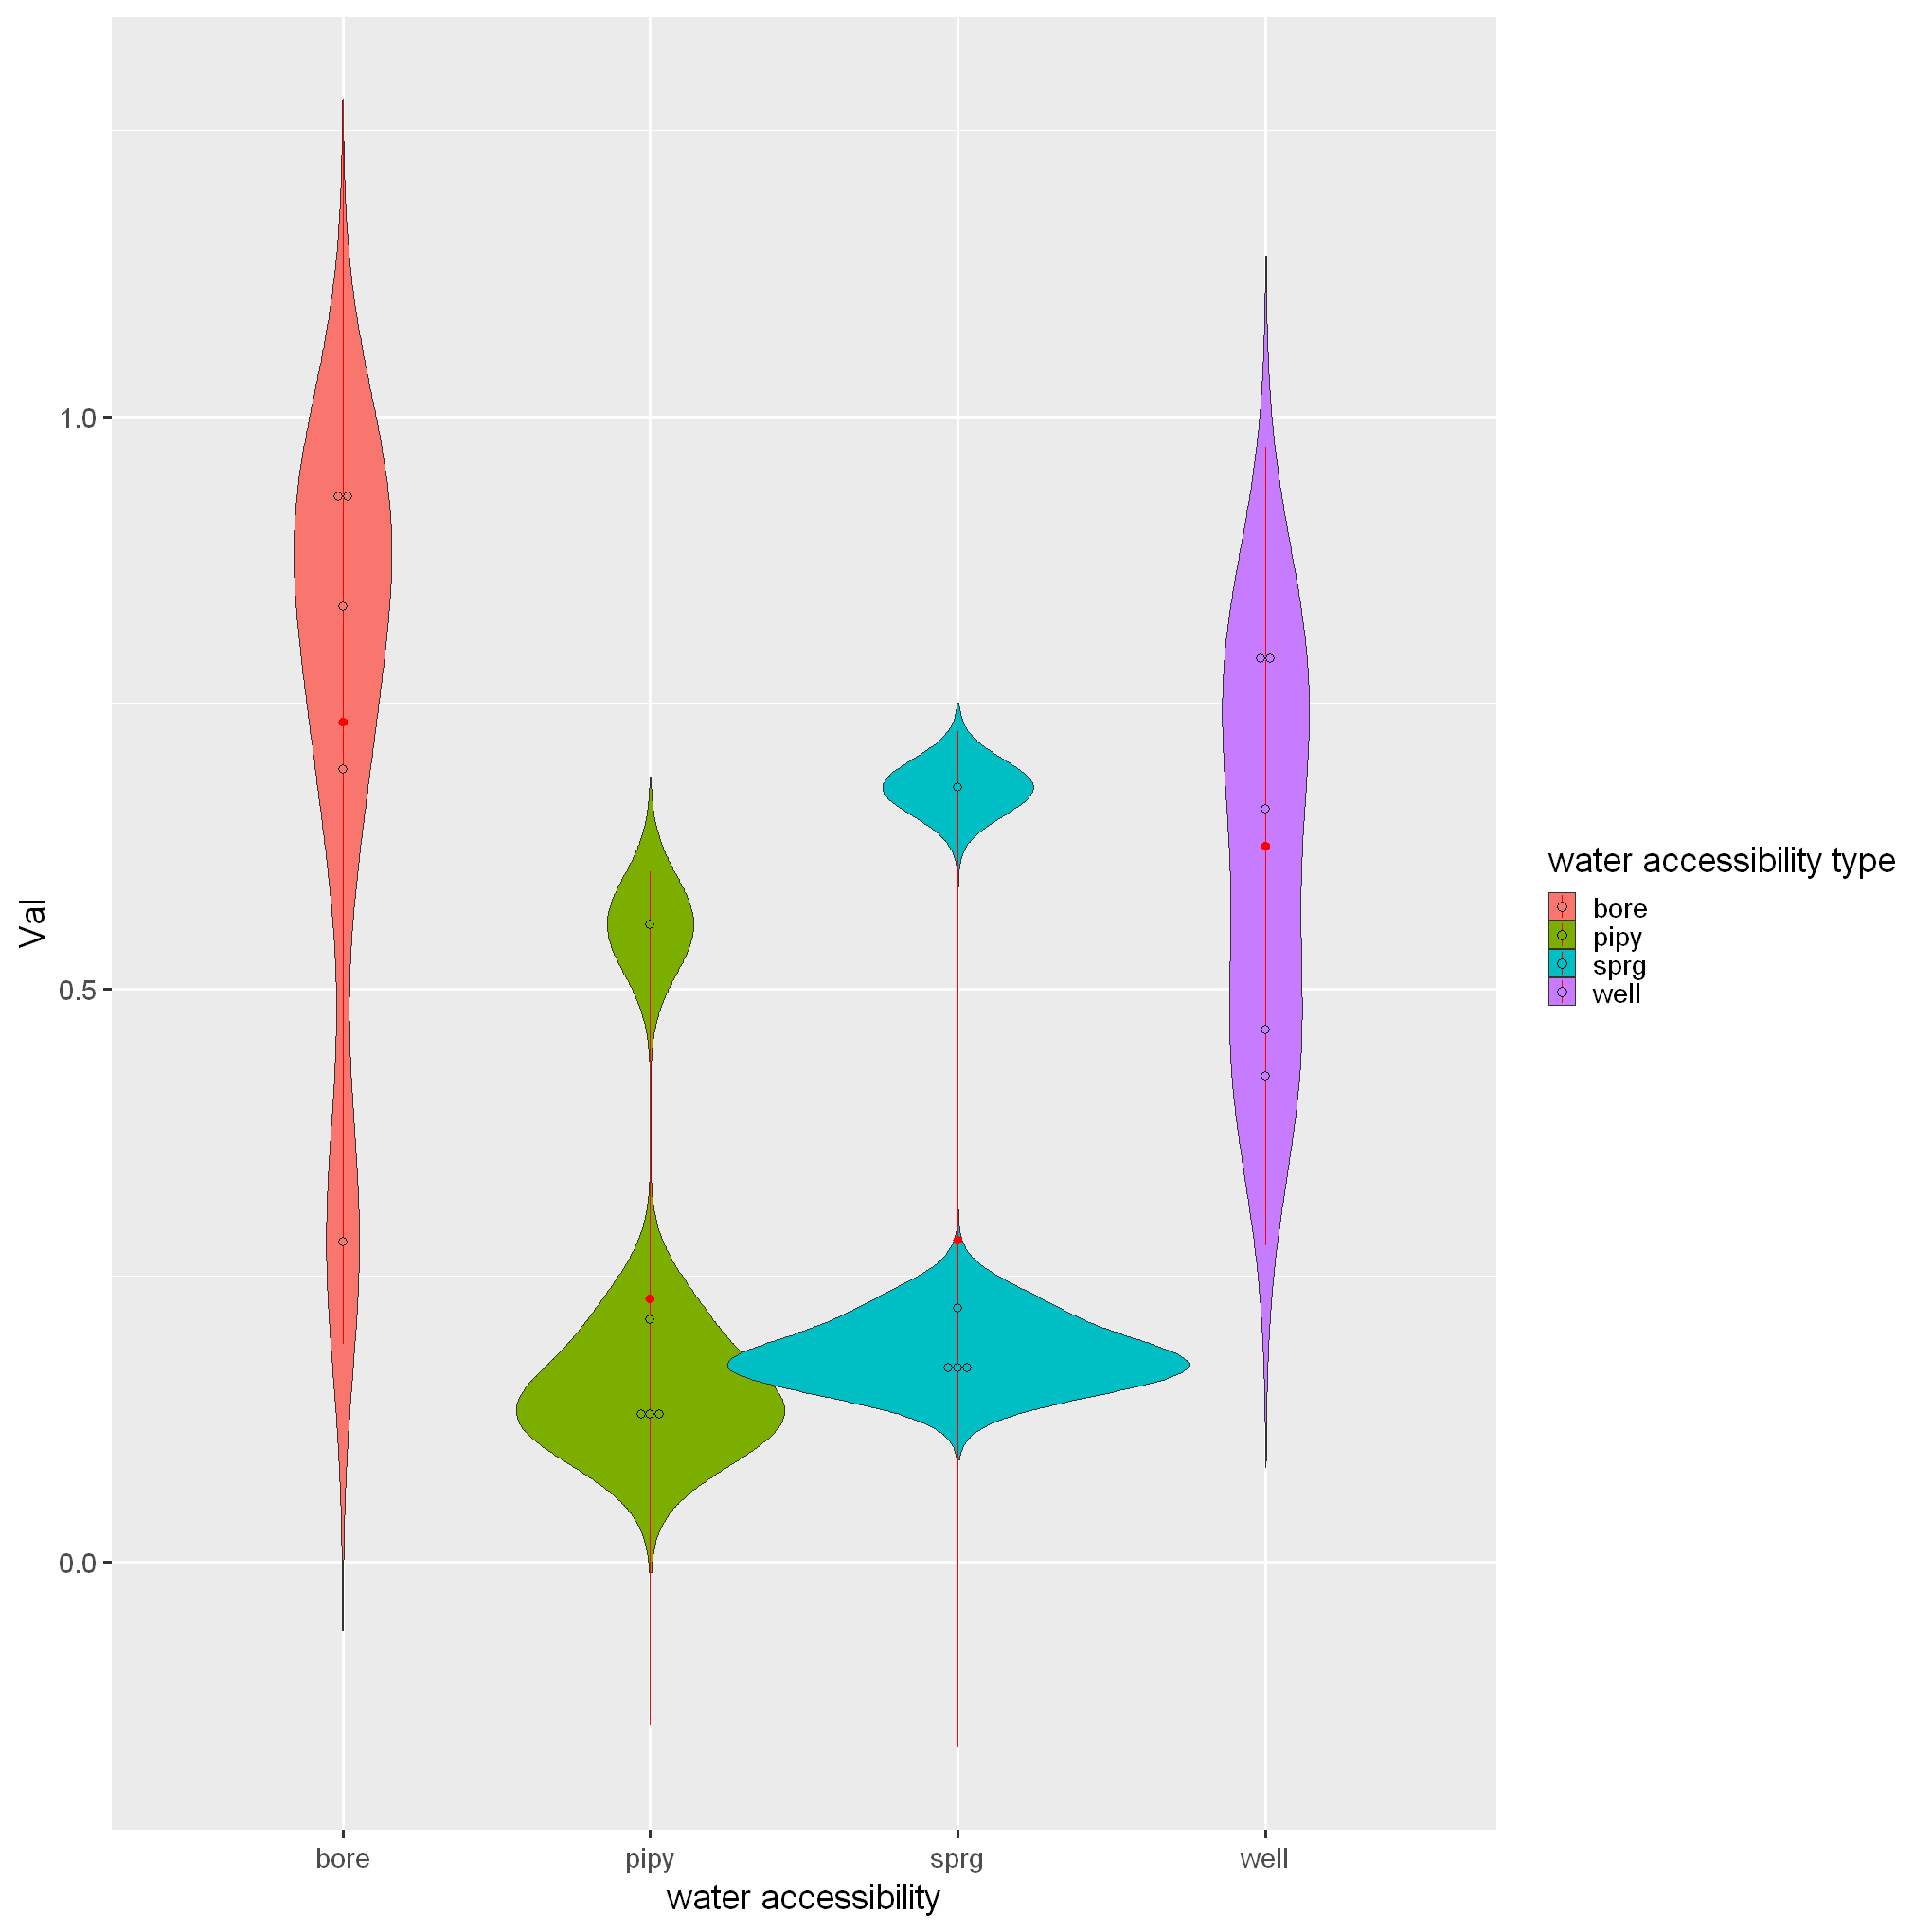 Val
1.0
0.5
0.0
bore
pipy
sprg
well
water accessibility
water accessibility type
bore
pipy
sprg
well